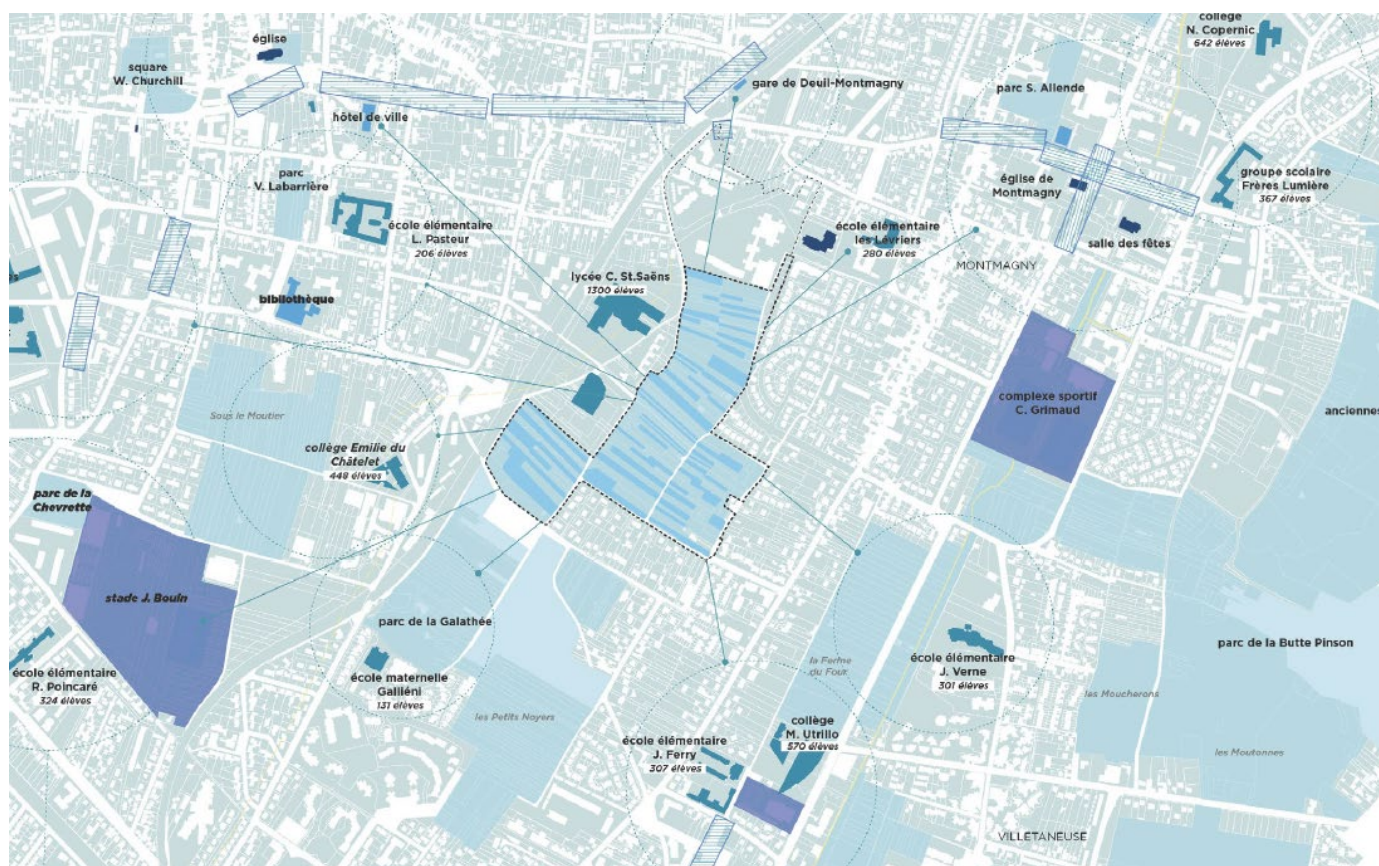 collège
N. Copernic
642 élèves
église
square
W. Churchill
gare de Deuil-Montmagny
parc S. Allende
hôtel de ville
parc
V. Labarrière
église de
Montmagny
groupe scolaire
Frères Lumière
367 élèves
école élémentaire
L. Pasteur
206 élèves
école élémentaire
les Lévriers
280 élèves
salle des fêtes
MONTMAGNY
lycée C. St.Saëns
1300 élèves
bibliothèque
complexe sportif
C. Grimaud
anciennes
Sous le Moutier
collège Emilie du
Châtelet
448 élèves
parc de la
Chevrette
stade J. Bouin
parc de la Galathée
école élémentaire
R. Poincaré
324 élèves
école maternelle
Galliéni
131 élèves
la Ferme
du Four
école élémentaire
J. Verne
301 élèves
parc de la Butte Pinson
les Moucherons
les Petits Noyers
collège
M. Utrillo
570 élèves
école élémentaire
J. Ferry
307 élèves
les Moutonnes
VILLETANEUSE